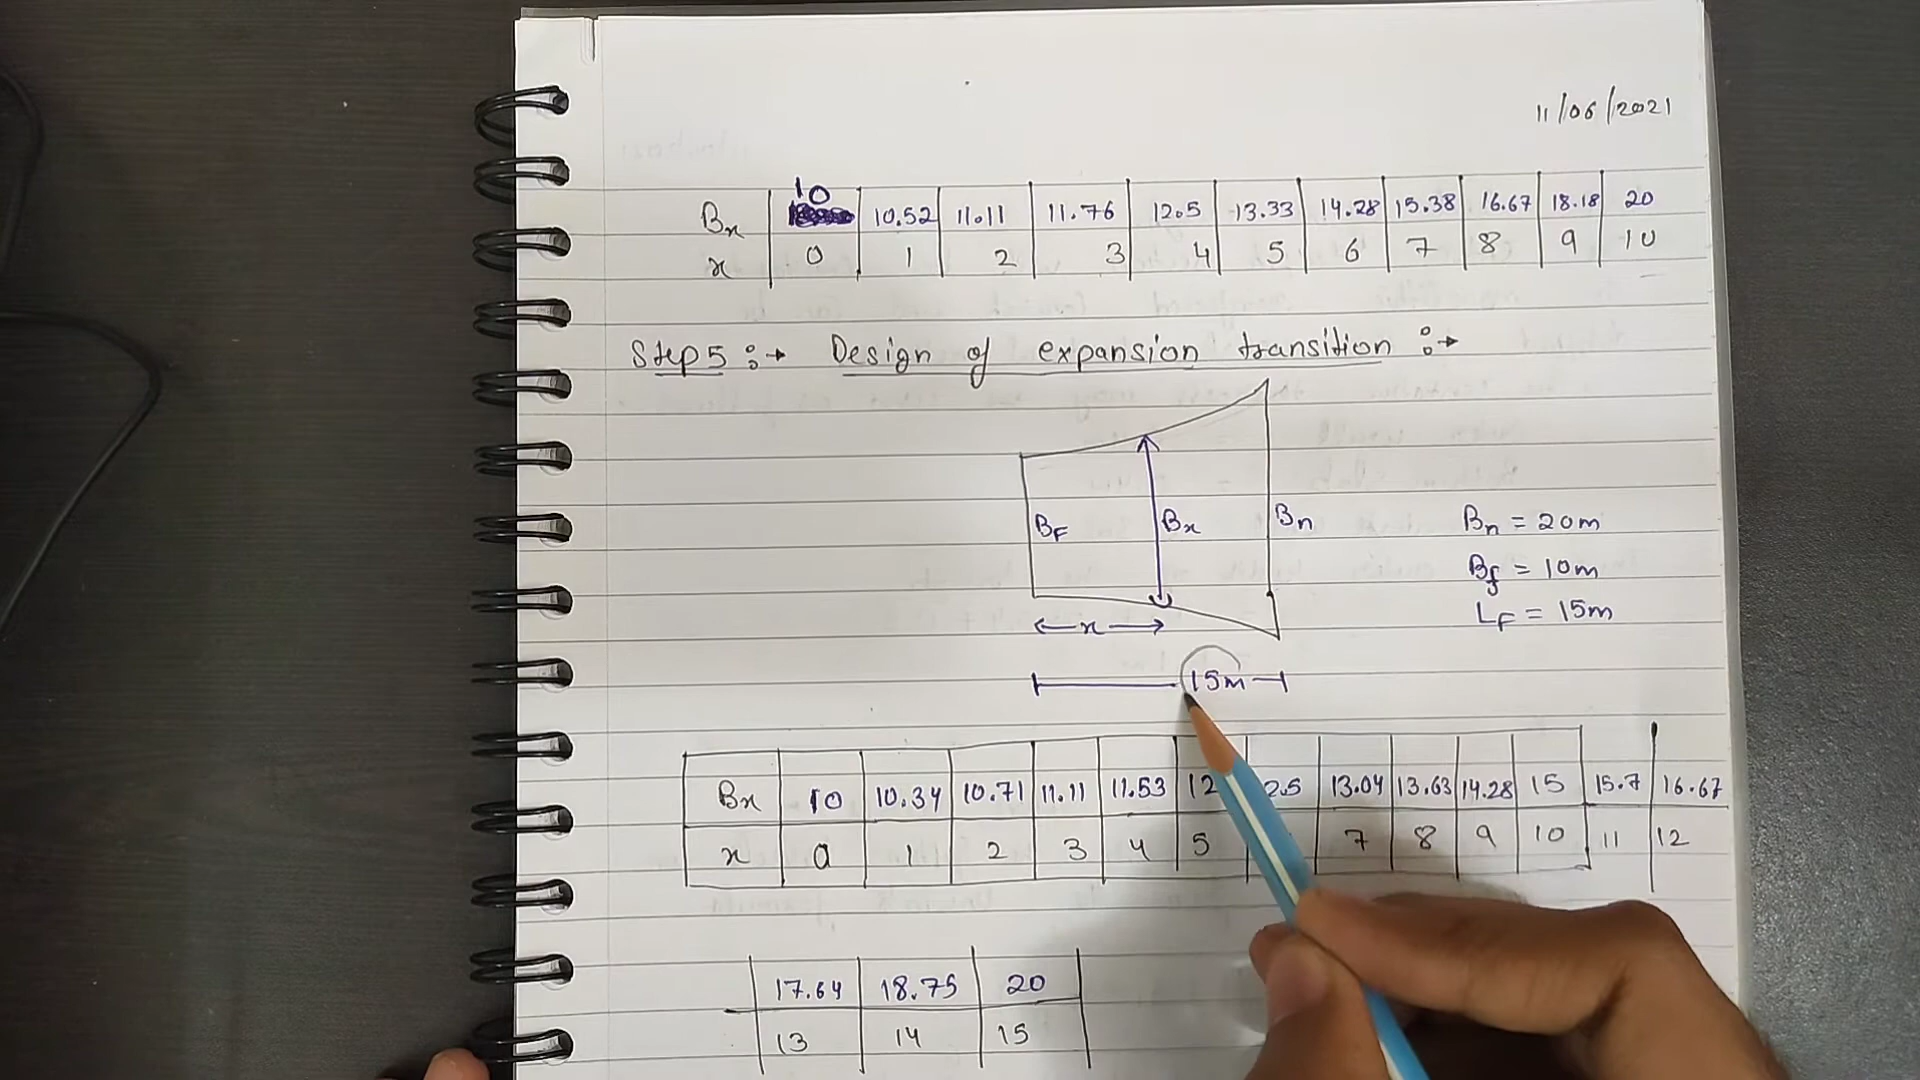 11/06/2021
10
Bx 10.52 11.11 11.76 12.5 13.33 14.28 15.38 16.67 18.18 20
x 0 1 2 3 4 5 6 7 8 9 10
Step 5 :→ Design of expansion transition :→
BF Bx Bn
Bn = 20m
Bf = 10m
LF = 15m
x
15m
Bx 10 10.34 10.71 11.11 11.53 12 2.5 13.04 13.63 14.28 15 15.7 16.67
x 0 1 2 3 4 5 7 8 9 10 11 12
17.64 18.75 20
13 14 15